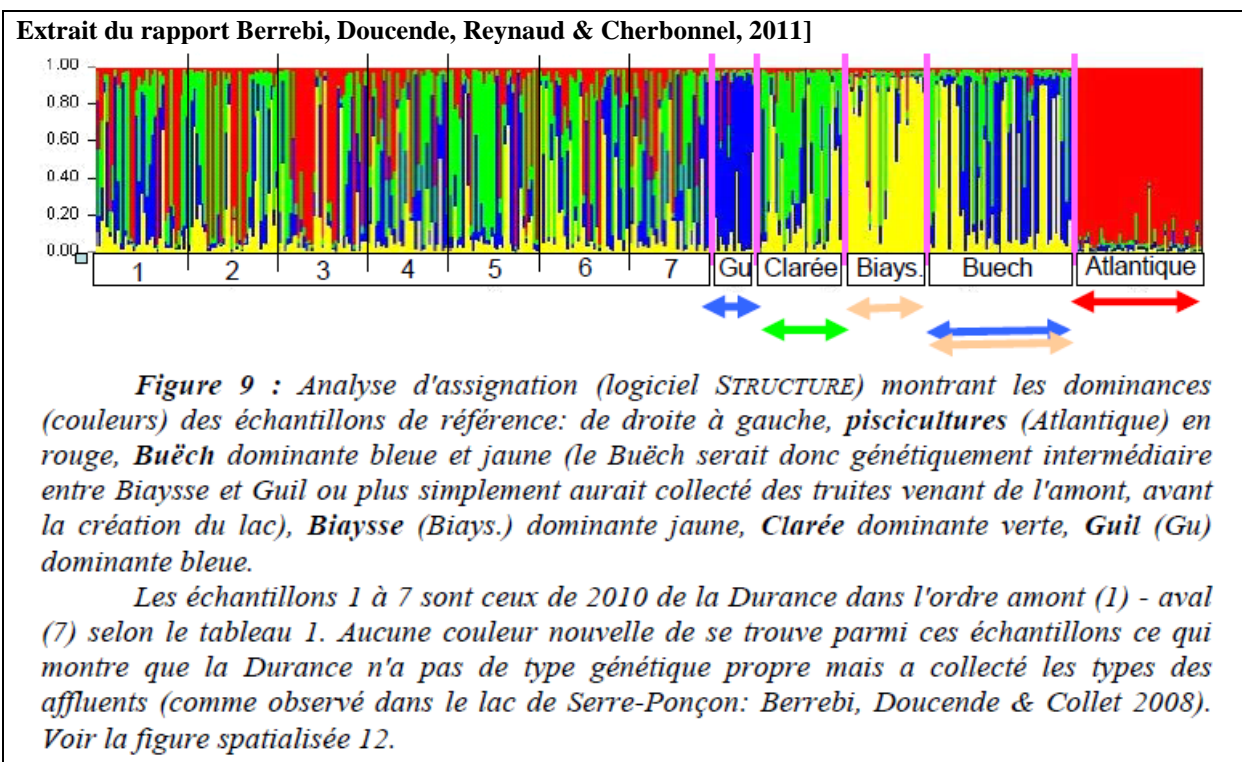 Extrait du rapport Berrebi, Doucende, Reynaud & Cherbonnel, 2011]
1.00
0.80
0.60
0.40
0.20
0.00
1 2 3 4 5 6 7 Gu Clarée Biays. Buech Atlantique
Figure 9 : Analyse d'assignation (logiciel STRUCTURE) montrant les dominances
(couleurs) des échantillons de référence: de droite à gauche, piscicultures (Atlantique) en
rouge, Buëch dominante bleue et jaune (le Buëch serait donc génétiquement intermédiaire
entre Biaysse et Guil ou plus simplement aurait collecté des truites venant de l'amont, avant
la création du lac), Biaysse (Biays.) dominante jaune, Clarée dominante verte, Guil (Gu)
dominante bleue.
Les échantillons 1 à 7 sont ceux de 2010 de la Durance dans l'ordre amont (1) - aval
(7) selon le tableau 1. Aucune couleur nouvelle de se trouve parmi ces échantillons ce qui
montre que la Durance n'a pas de type génétique propre mais a collecté les types des
affluents (comme observé dans le lac de Serre-Ponçon: Berrebi, Doucende & Collet 2008).
Voir la figure spatialisée 12.